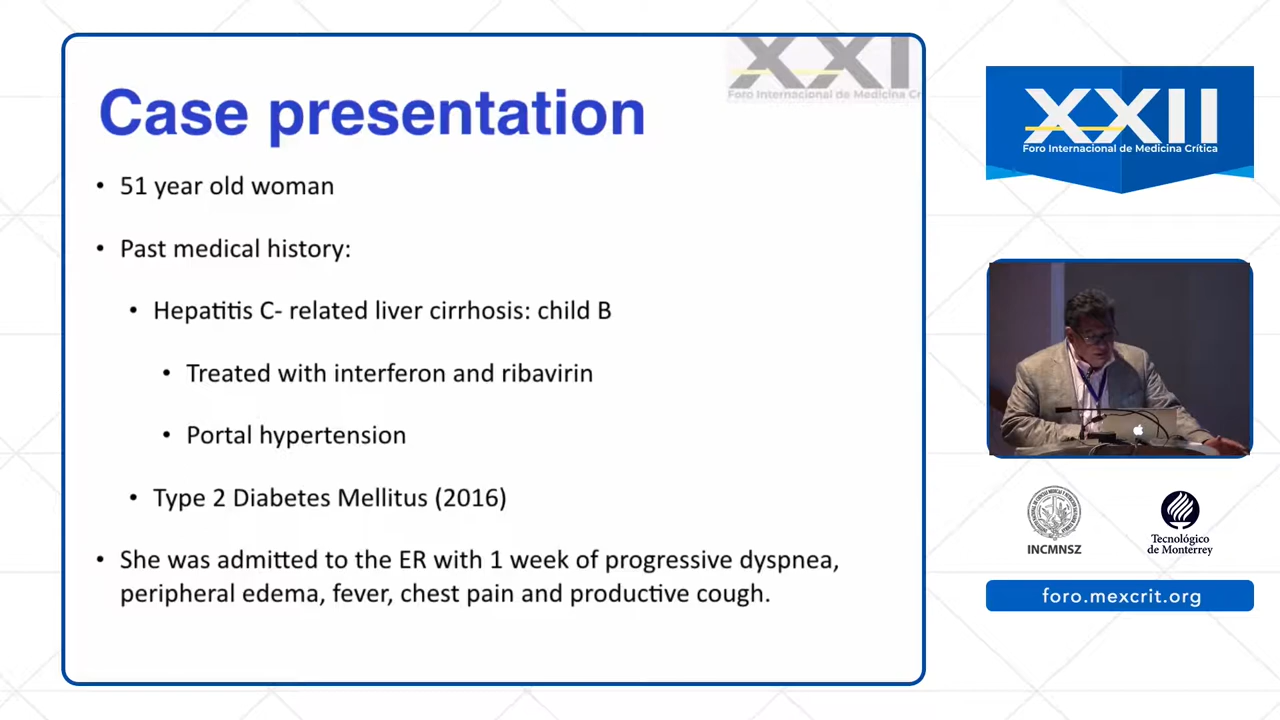 XXI
Foro Internacional de Medicina Cr
Case presentation
• 51 year old woman
• Past medical history:
• Hepatitis C- related liver cirrhosis: child B
• Treated with interferon and ribavirin
• Portal hypertension
• Type 2 Diabetes Mellitus (2016)
• She was admitted to the ER with 1 week of progressive dyspnea,
peripheral edema, fever, chest pain and productive cough.
XXII
Foro Internacional de Medicina Crítica
INCMNSZ
Tecnológico
de Monterrey
foro.mexcrit.org